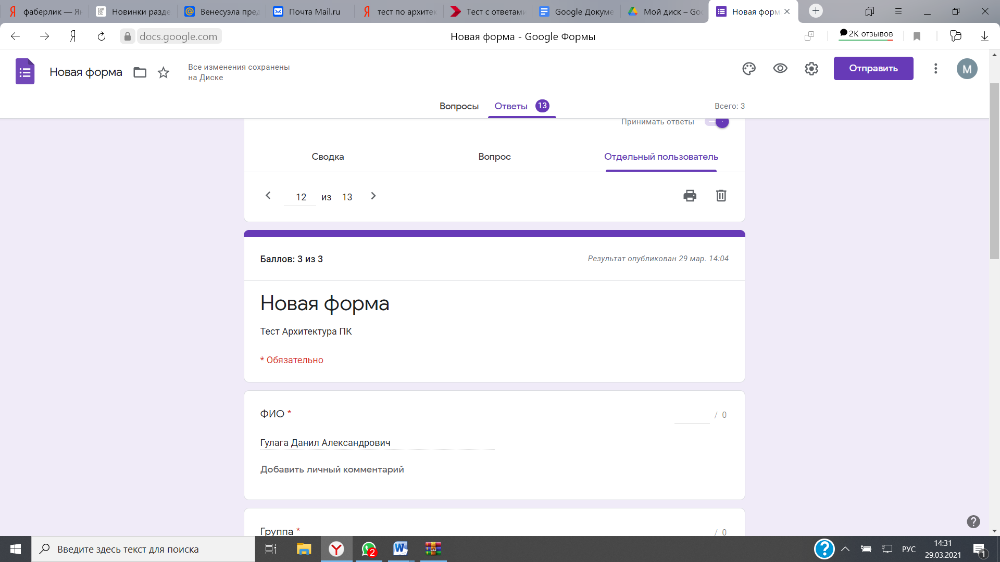 фаберлик — Ян
Новинки разде
Венесуэла пред
Почта Mail.ru
тест по архитек
Тест с ответами
Google Докуме
Мой диск – Goo
Новая форм
docs.google.com
Новая форма - Google Формы
2K отзывов
Новая форма
Все изменения сохранены
на Диске
Отправить
M
Вопросы
Ответы 13
Всего: 3
Принимать ответы
Сводка
Вопрос
Отдельный пользователь
12 из 13
Баллов: 3 из 3
Результат опубликован 29 мар. 14:04
Новая форма
Тест Архитектура ПК
* Обязательно
ФИО *
/ 0
Гулага Данил Александрович
Добавить личный комментарий
Группа *
/ 0
Введите здесь текст для поиска
2
РУС
14:31
29.03.2021
1